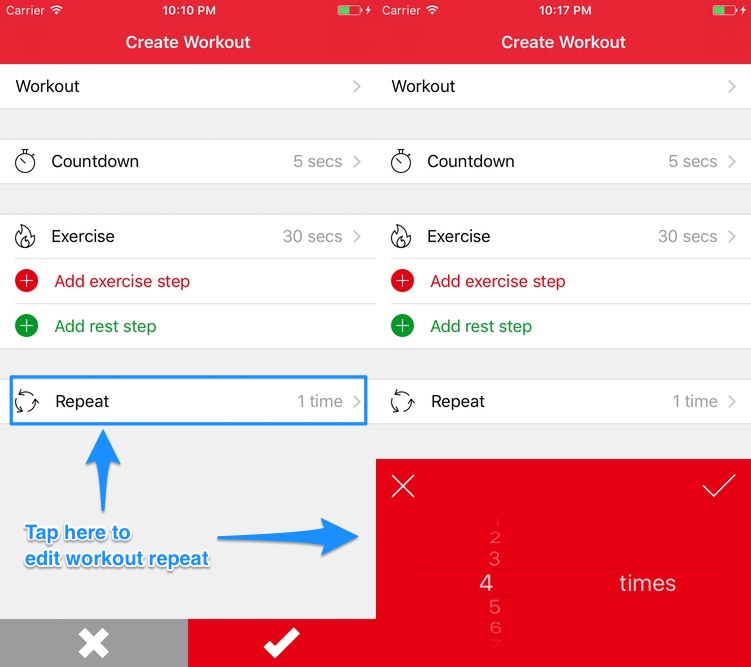 Carrier 10:10 PM
Create Workout
Workout
Countdown 5 secs
Exercise 30 secs
Add exercise step
Add rest step
Repeat 1 time
Tap here to
edit workout repeat
Carrier 10:17 PM
Create Workout
Workout
Countdown 5 secs
Exercise 30 secs
Add exercise step
Add rest step
Repeat 1 time
1
2
3
4 times
5
6
7